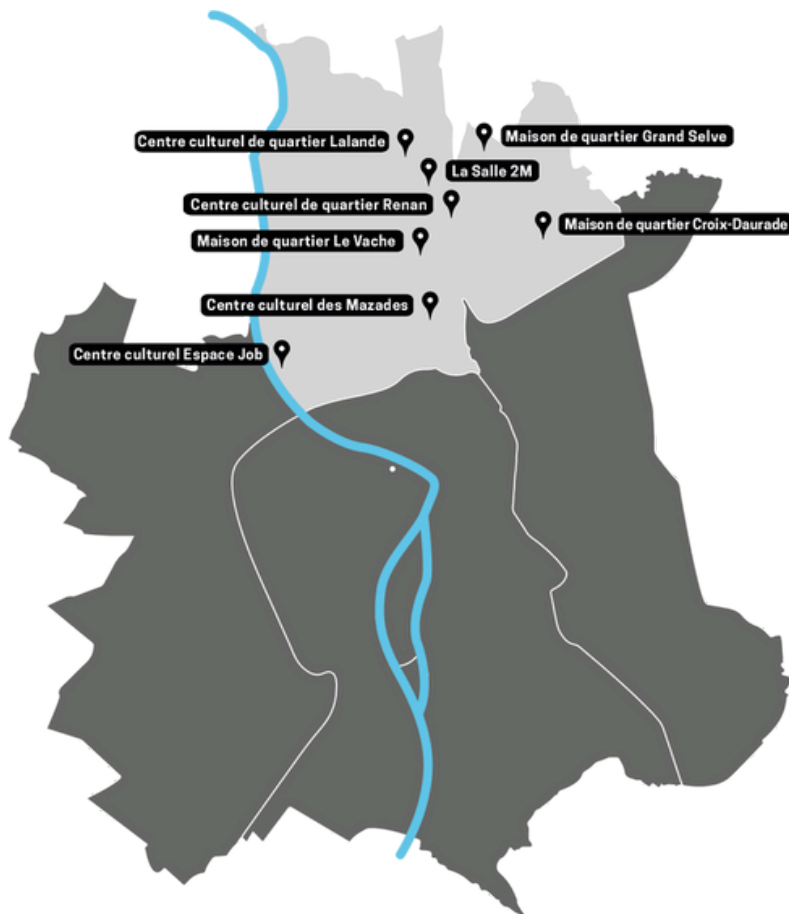 Centre culturel de quartier Lalande
Maison de quartier Grand Selve
La Salle 2M
Centre culturel de quartier Renan
Maison de quartier Croix-Daurade
Maison de quartier Le Vache
Centre culturel des Mazades
Centre culturel Espace Job